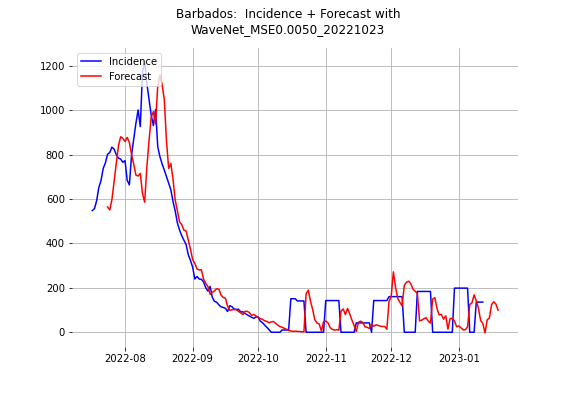 Barbados:  Incidence + Forecast with
WaveNet_MSE0.0050_20221023
Incidence
Forecast
1200
1000
800
600
400
200
0
2022-08 2022-09 2022-10 2022-11 2022-12 2023-01